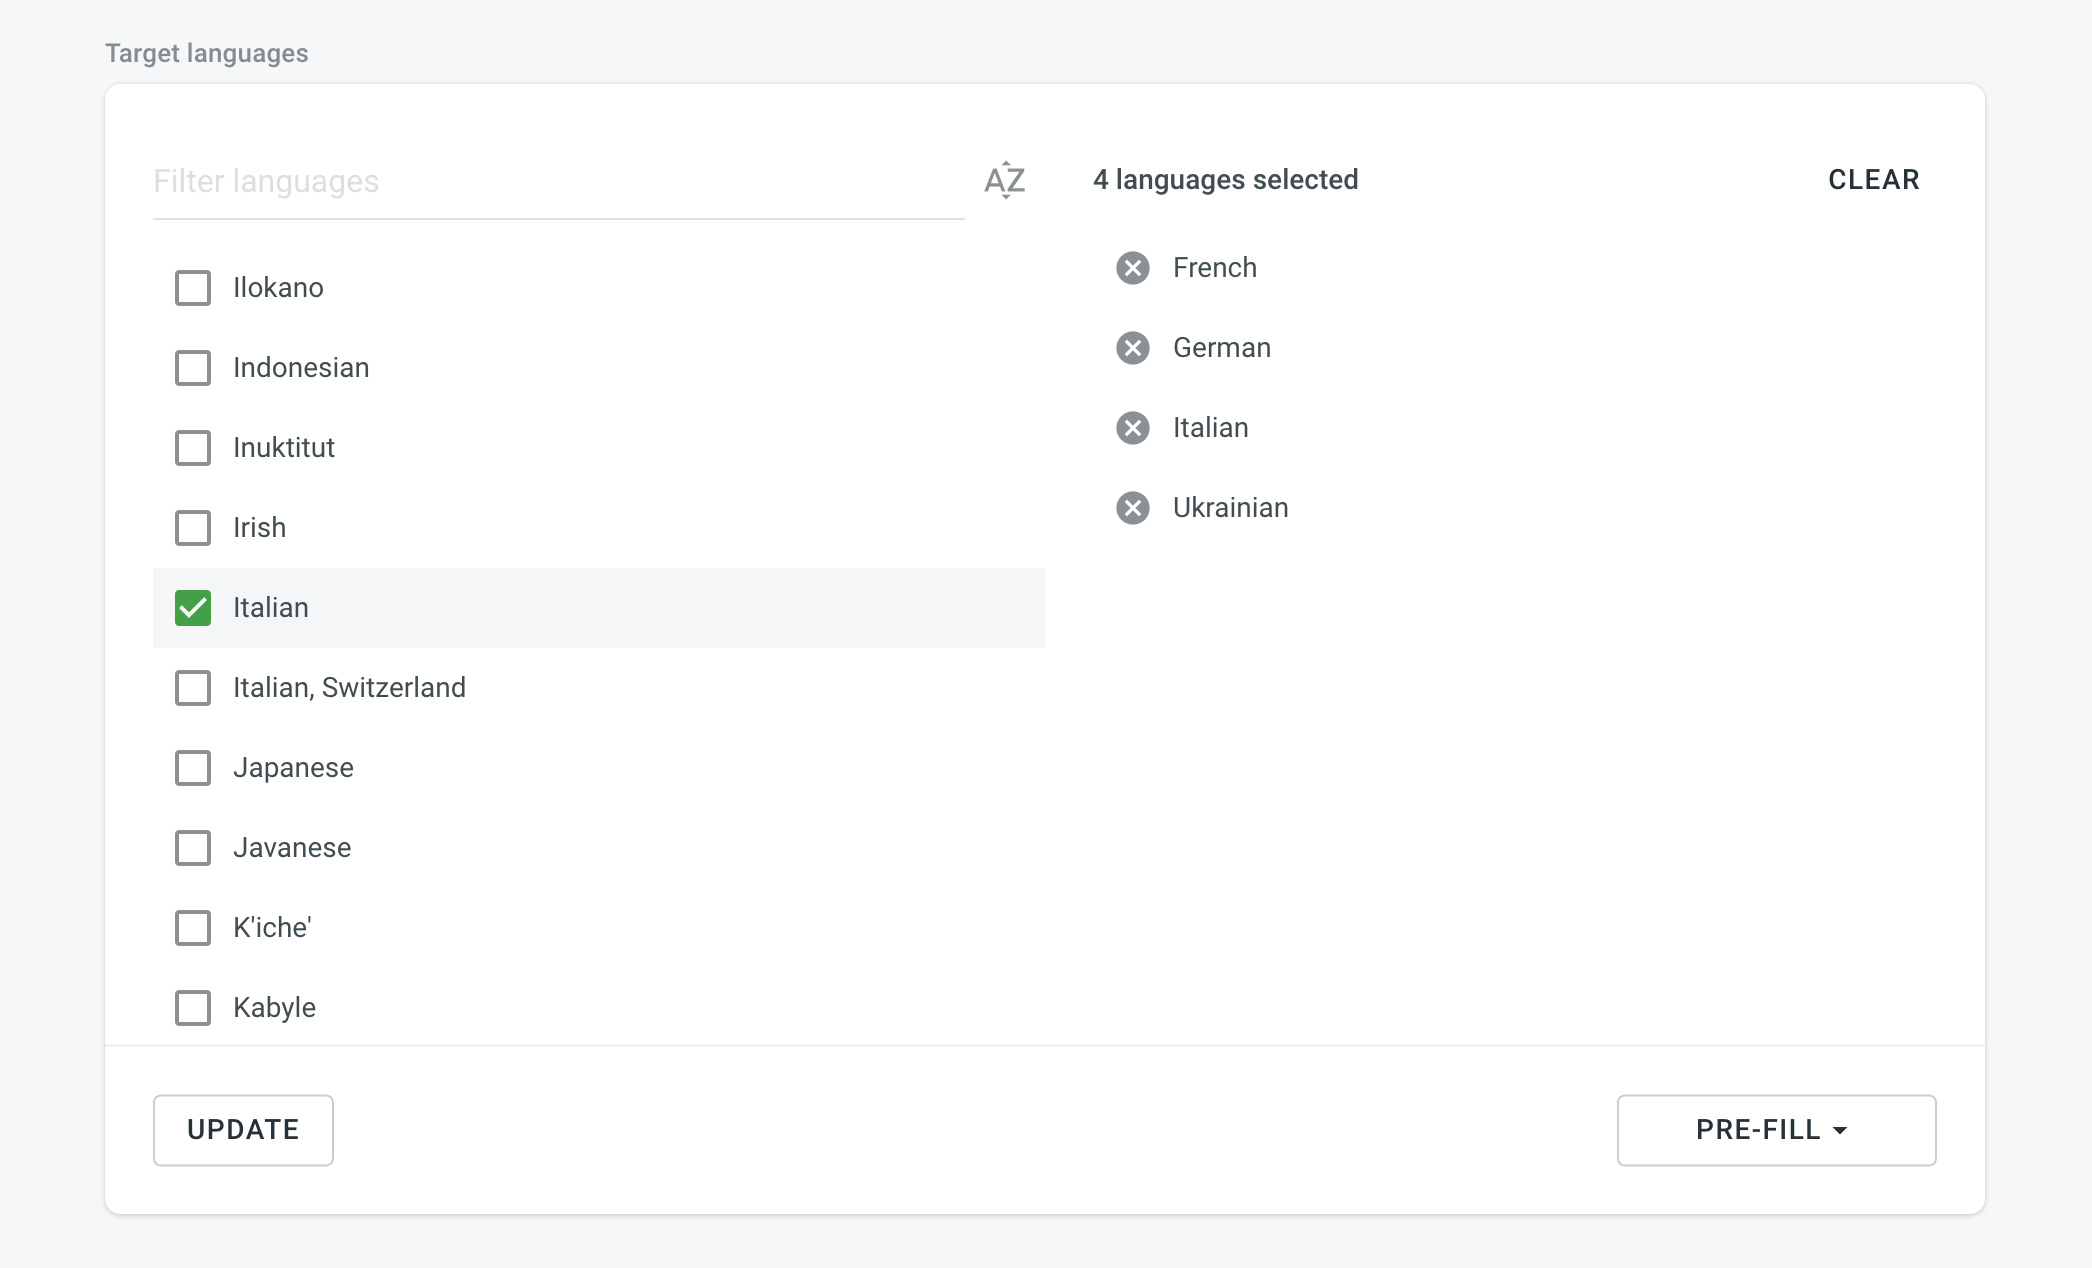 Target languages
Filter languages
AZ
Ilokano
Indonesian
Inuktitut
Irish
Italian
Italian, Switzerland
Japanese
Javanese
K'iche'
Kabyle
4 languages selected
CLEAR
French
German
Italian
Ukrainian
UPDATE
PRE-FILL